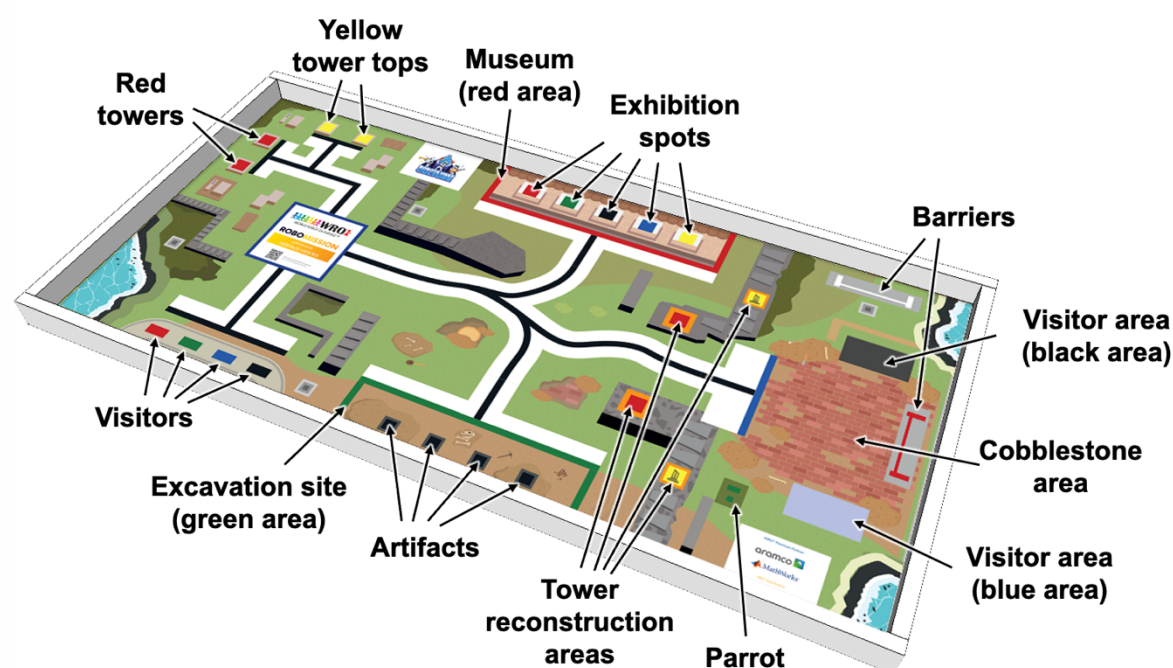 Yellow
tower tops
Museum
(red area)
Red
towers
Exhibition
spots
WRO
ROBOMISSION
Barriers
Visitor area
(black area)
Visitors
Cobblestone
area
Excavation site
(green area)
Artifacts
aramco
MathWorks
Visitor area
(blue area)
Tower
reconstruction
areas
Parrot